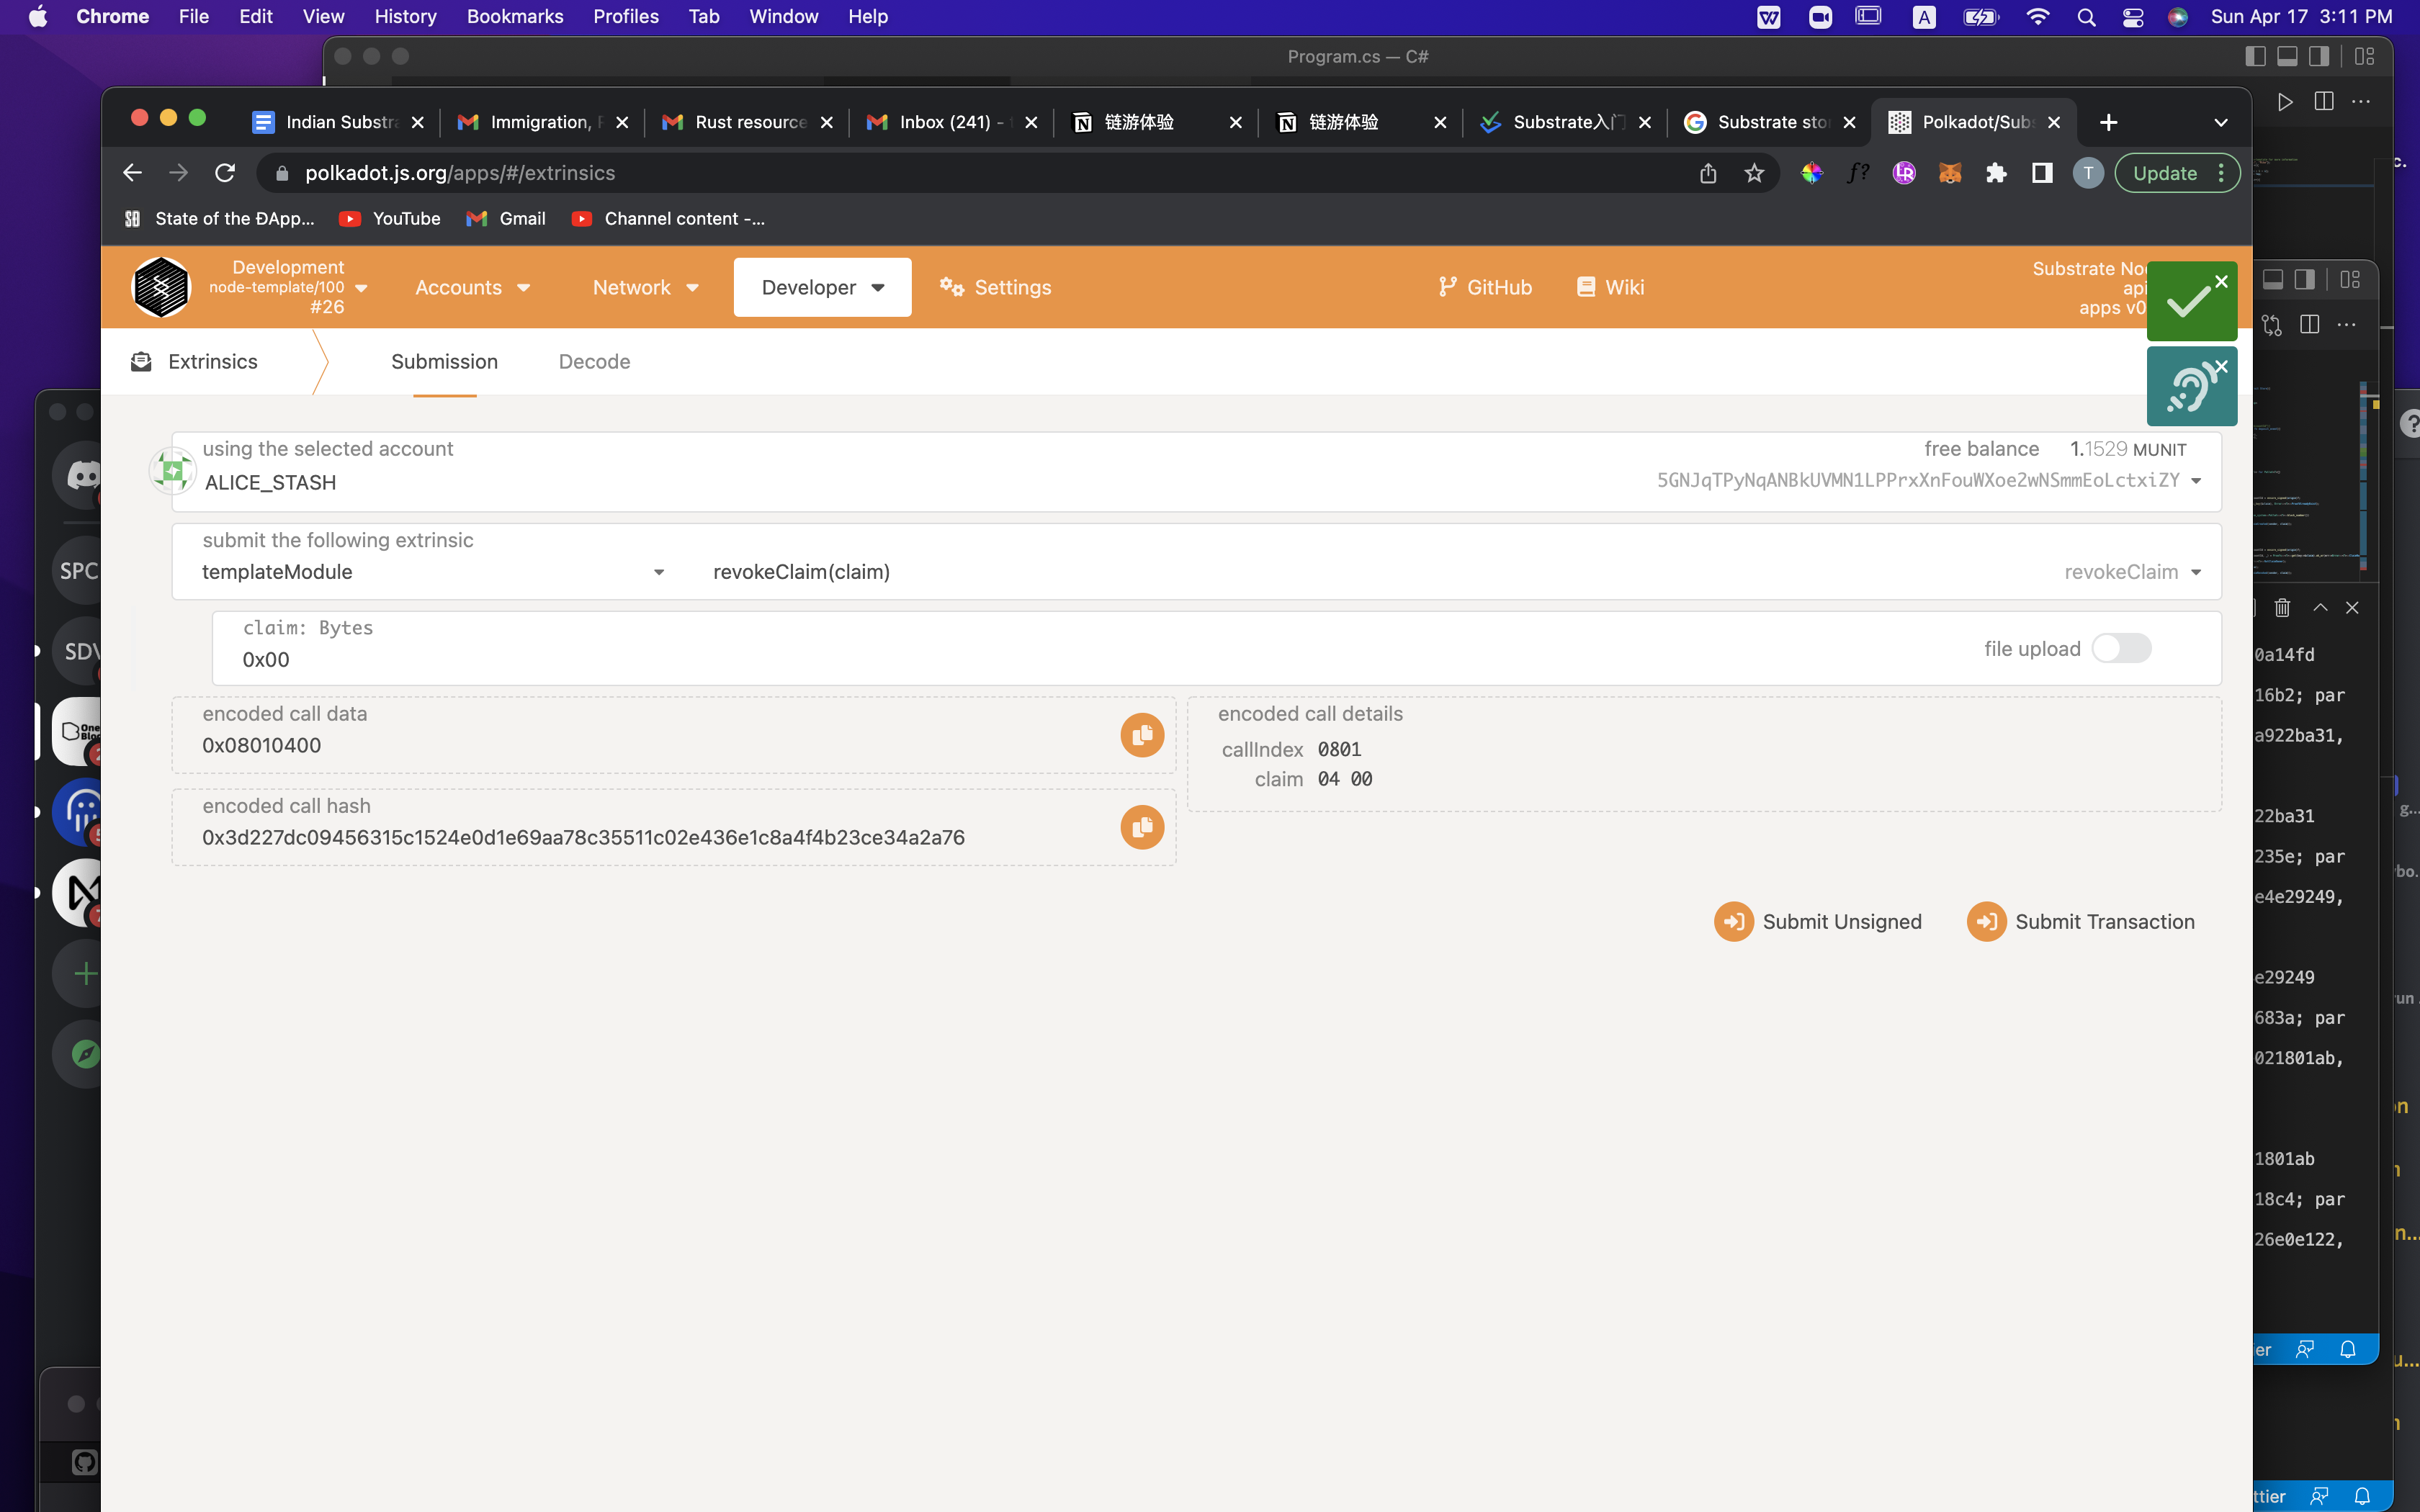 Chrome File Edit View History Bookmarks Profiles Tab Window Help
Sun Apr 17 3:11 PM
Program.cs — C#
Indian Substra
Immigration,
Rust resource
Inbox (241) -
链游体验
链游体验
Substrate入门
Substrate sto
Polkadot/Subs
polkadot.js.org/apps/#/extrinsics
Update
State of the ÐApp...
YouTube
Gmail
Channel content -...
Development
node-template/100
#26
Accounts
Network
Developer
Settings
GitHub
Wiki
Substrate No
api
apps v0
Extrinsics
Submission
Decode
using the selected account
ALICE_STASH
free balance 1.1529 MUNIT
5GNJqTPyNqANBkUVMN1LPPrxXnFouWXoe2wNSmmEoLctxiZY
submit the following extrinsic
templateModule
revokeClaim(claim)
revokeClaim
claim: Bytes
0x00
file upload
encoded call data
0x08010400
encoded call details
callIndex 0801
claim 04 00
encoded call hash
0x3d227dc09456315c1524e0d1e69aa78c35511c02e436e1c8a4f4b23ce34a2a76
Submit Unsigned
Submit Transaction
SPC
SDV
0a14fd
16b2; par
a922ba31,
22ba31
235e; par
e4e29249,
e29249
683a; par
021801ab,
1801ab
18c4; par
26e0e122,
ier
ttier